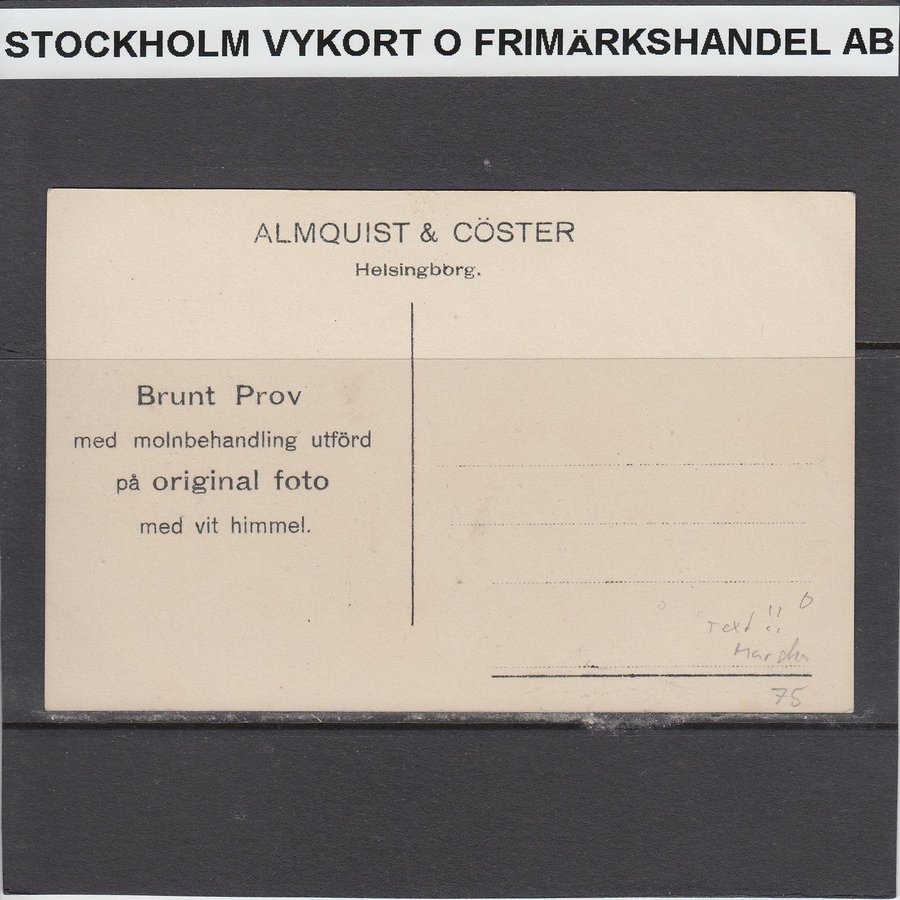 STOCKHOLM VYKORT O FRIMÄRKSHANDEL AB
ALMQUIST & CÖSTER
Helsingborg.
Brunt Prov
med molnbehandling utförd
på original foto
med vit himmel.
Text !!
75